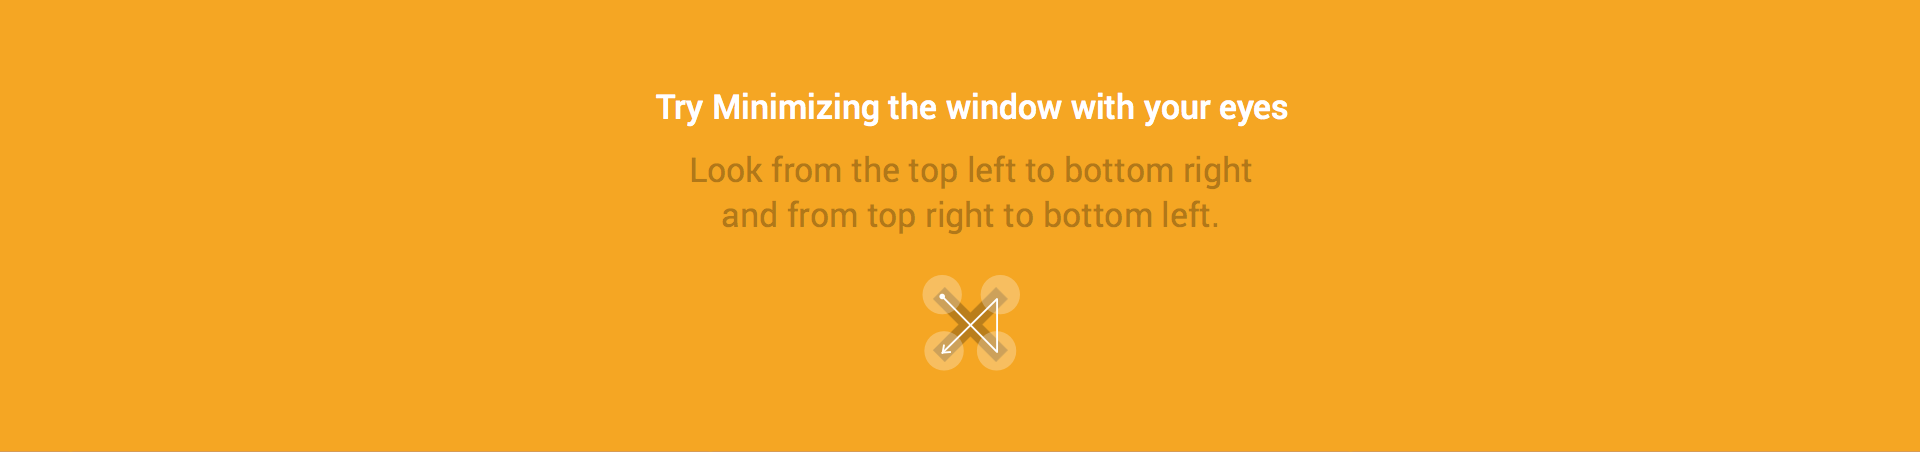 Try Minimizing the window with your eyes
Look from the top left to bottom right
and from top right to bottom left.